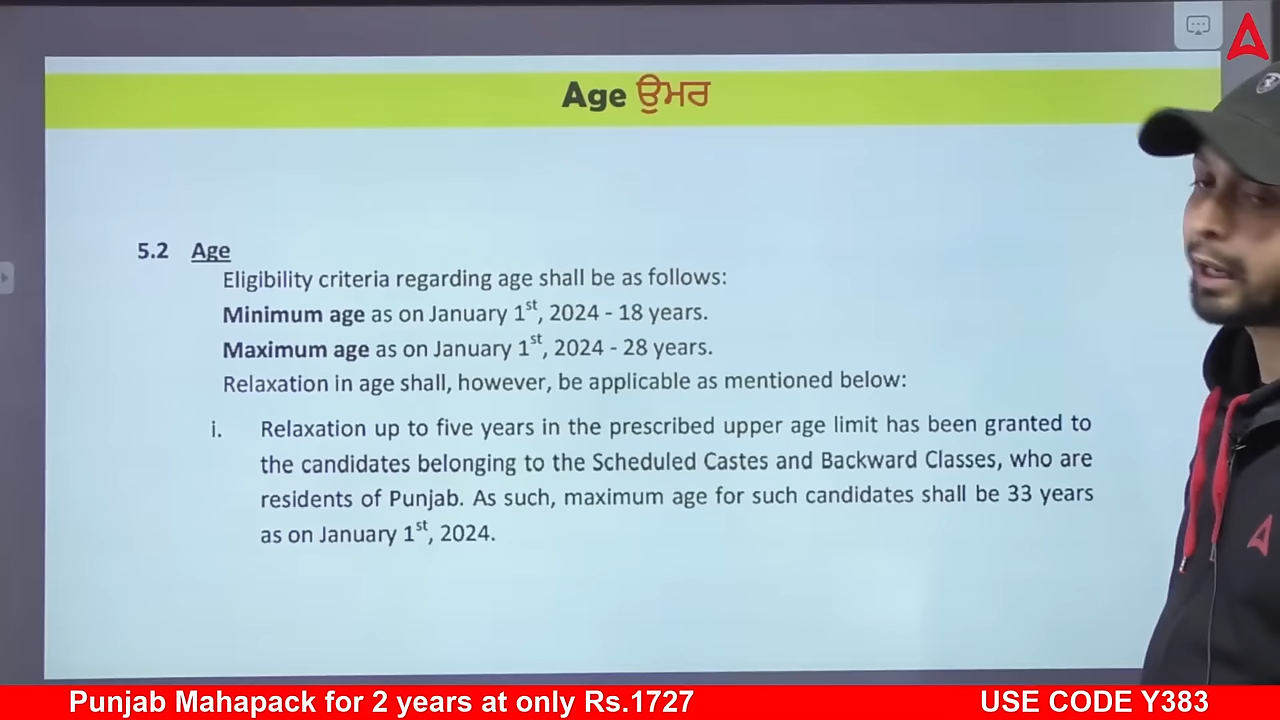 Age ਉਮਰ
5.2 Age
Eligibility criteria regarding age shall be as follows:
Minimum age as on January 1st, 2024 - 18 years.
Maximum age as on January 1st, 2024 - 28 years.
Relaxation in age shall, however, be applicable as mentioned below:
i. Relaxation up to five years in the prescribed upper age limit has been granted to
the candidates belonging to the Scheduled Castes and Backward Classes, who are
residents of Punjab. As such, maximum age for such candidates shall be 33 years
as on January 1st, 2024.
Punjab Mahapack for 2 years at only Rs.1727 USE CODE Y383